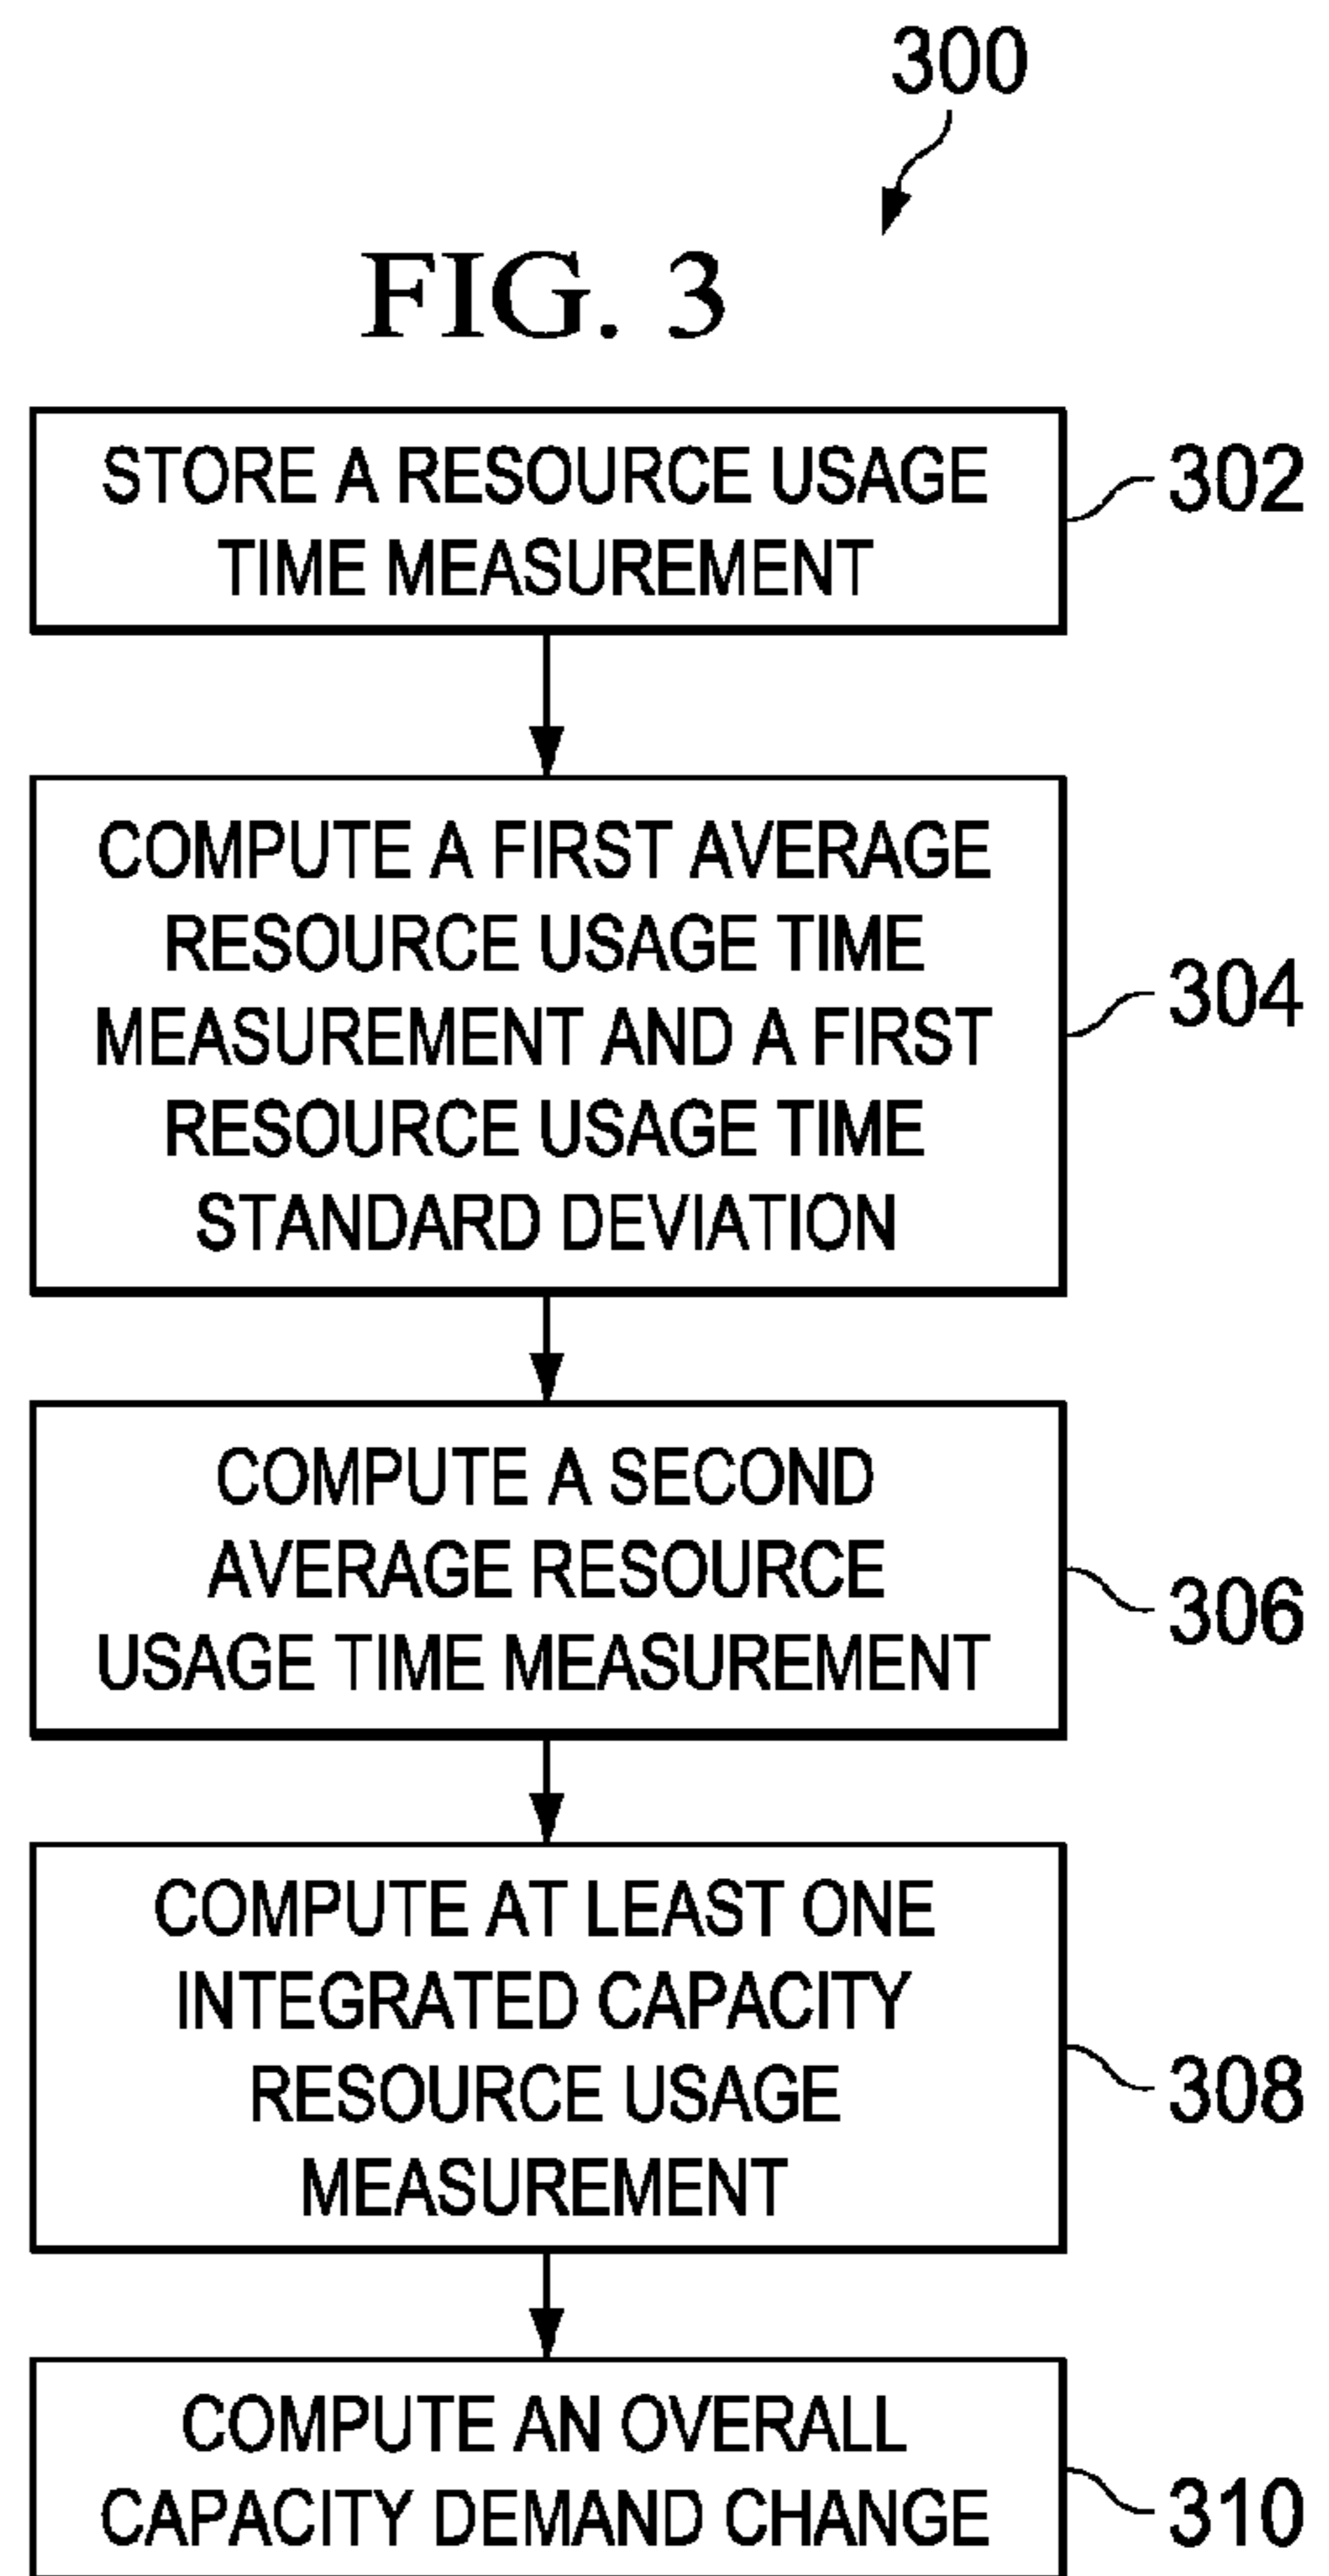 300
FIG. 3
STORE A RESOURCE USAGE
TIME MEASUREMENT
302
COMPUTE A FIRST AVERAGE
RESOURCE USAGE TIME
MEASUREMENT AND A FIRST
RESOURCE USAGE TIME
STANDARD DEVIATION
304
COMPUTE A SECOND
AVERAGE RESOURCE
USAGE TIME MEASUREMENT
306
COMPUTE AT LEAST ONE
INTEGRATED CAPACITY
RESOURCE USAGE
MEASUREMENT
308
COMPUTE AN OVERALL
CAPACITY DEMAND CHANGE
310